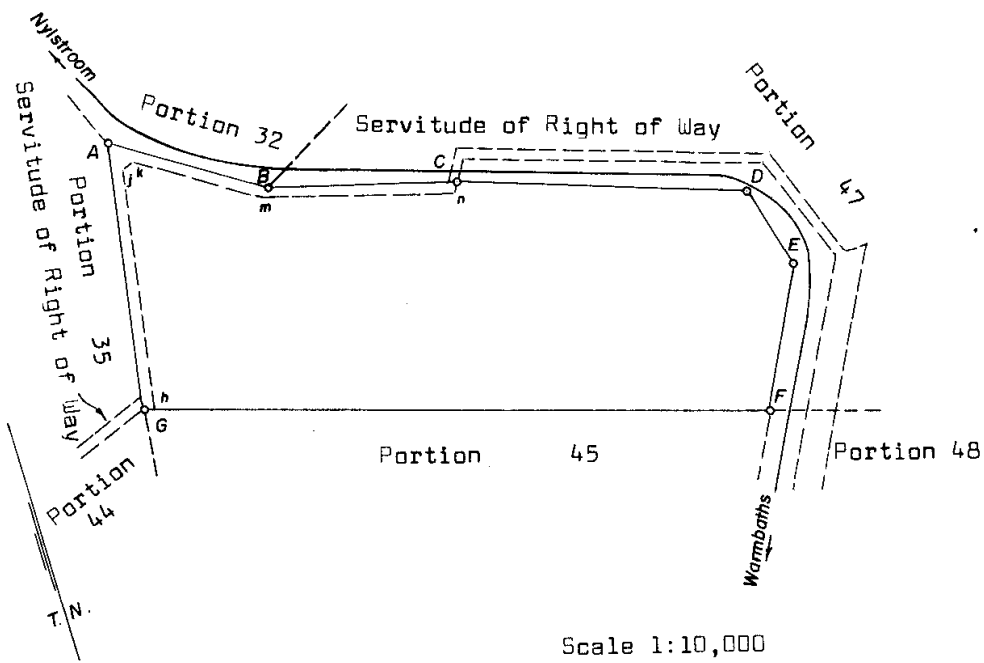 Nylstroom
Portion 32
Servitude of Right of Way
Portion
47
A
B
C
D
E
j k
m
n
Servitude of Right of Way
Portion
35
h
G
F
Portion 45
Portion 48
Portion
44
Warmbaths
T. N.
Scale 1:10,000